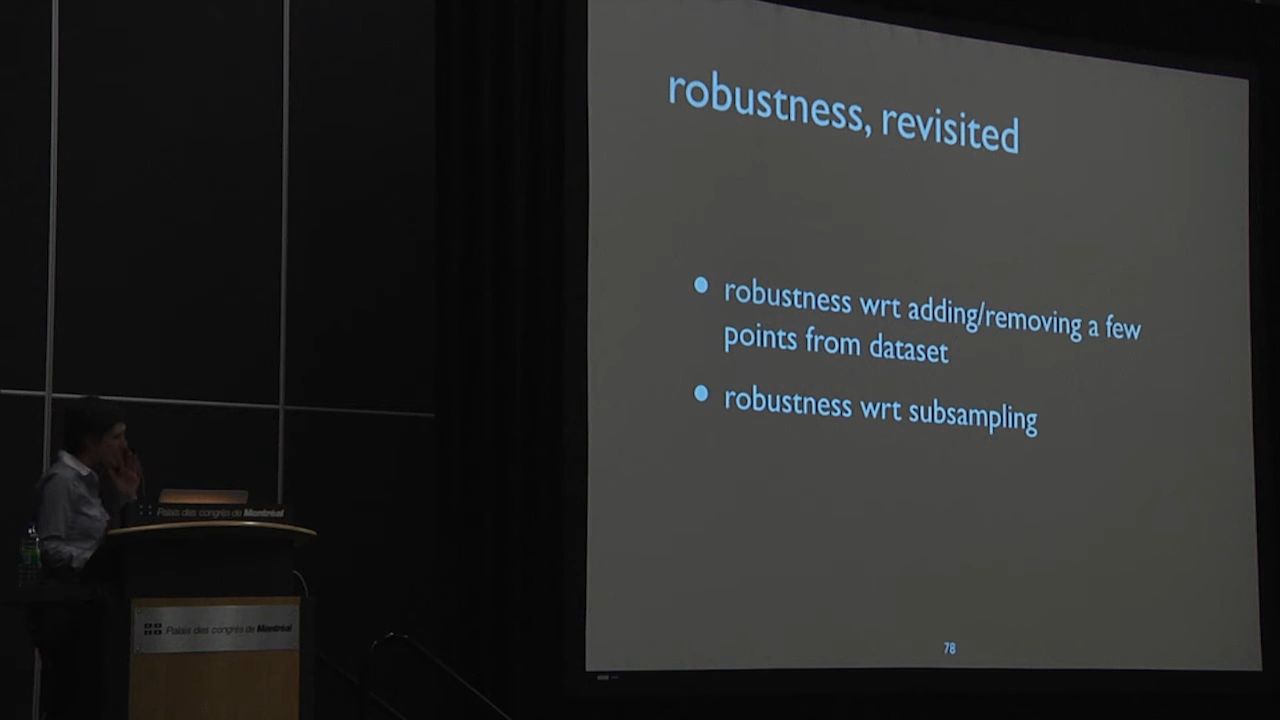 robustness, revisited
robustness wrt adding/removing a few
points from dataset
robustness wrt subsampling
78
Palais des congrès de Montréal
Palais des congrès de Montréal